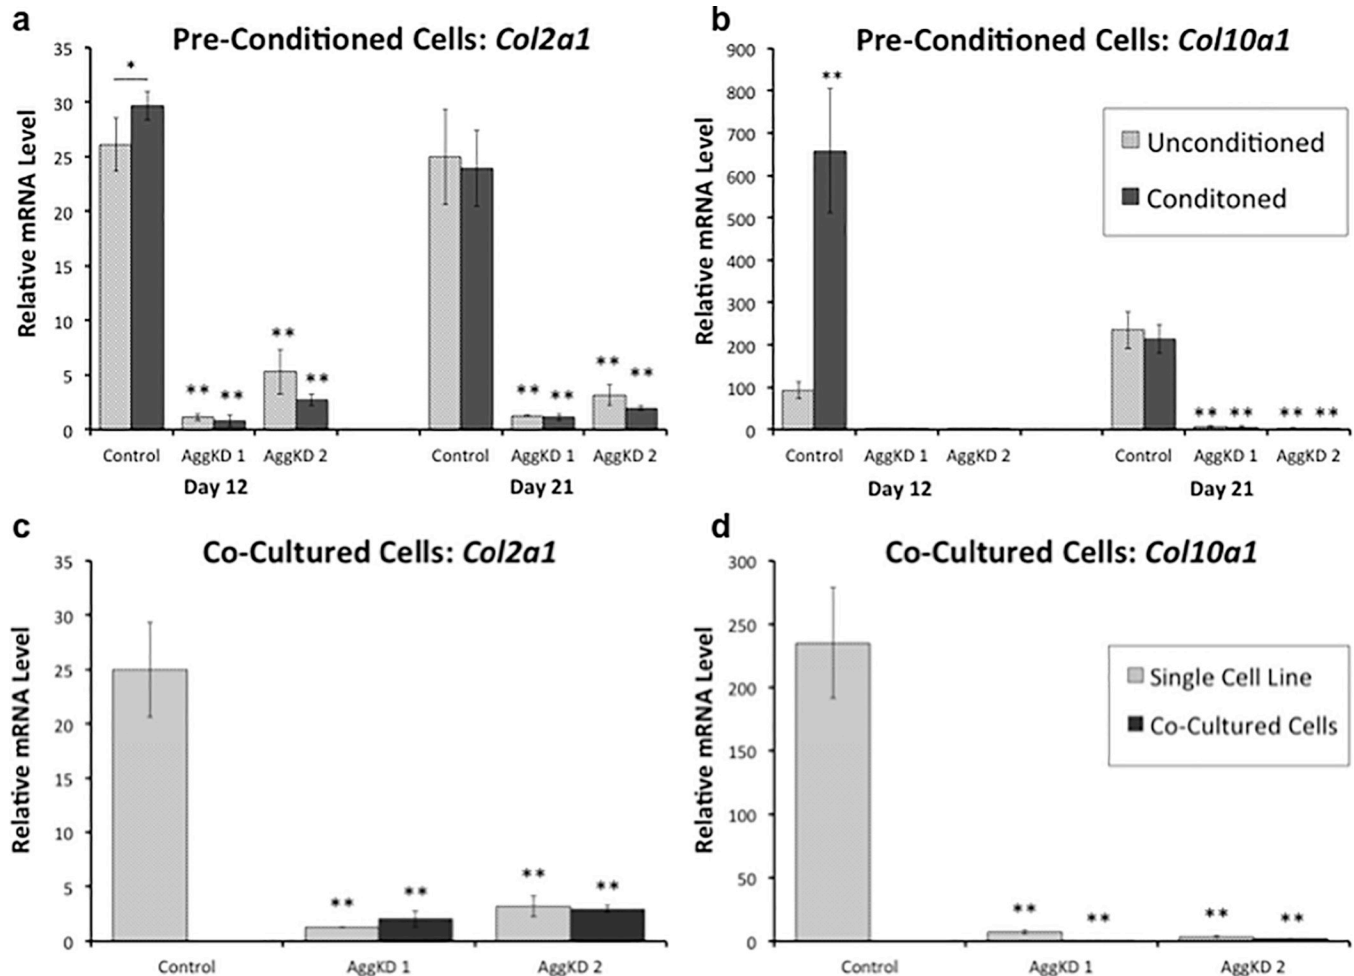 a
Pre-Conditioned Cells: Col2a1
Relative mRNA Level
35
30
25
20
15
10
5
0
*
** **
** **
** **
** **
Control AggKD 1 AggKD 2 Control AggKD 1 AggKD 2
Day 12 Day 21
b
Pre-Conditioned Cells: Col10a1
Relative mRNA Level
900
800
700
600
500
400
300
200
100
0
**
** ** ** **
Unconditioned
Conditoned
Control AggKD 1 AggKD 2 Control AggKD 1 AggKD 2
Day 12 Day 21
c
Co-Cultured Cells: Col2a1
Relative mRNA Level
35
30
25
20
15
10
5
0
** **
** **
Control AggKD 1 AggKD 2
d
Co-Cultured Cells: Col10a1
Relative mRNA Level
300
250
200
150
100
50
0
** **
** **
Single Cell Line
Co-Cultured Cells
Control AggKD 1 AggKD 2